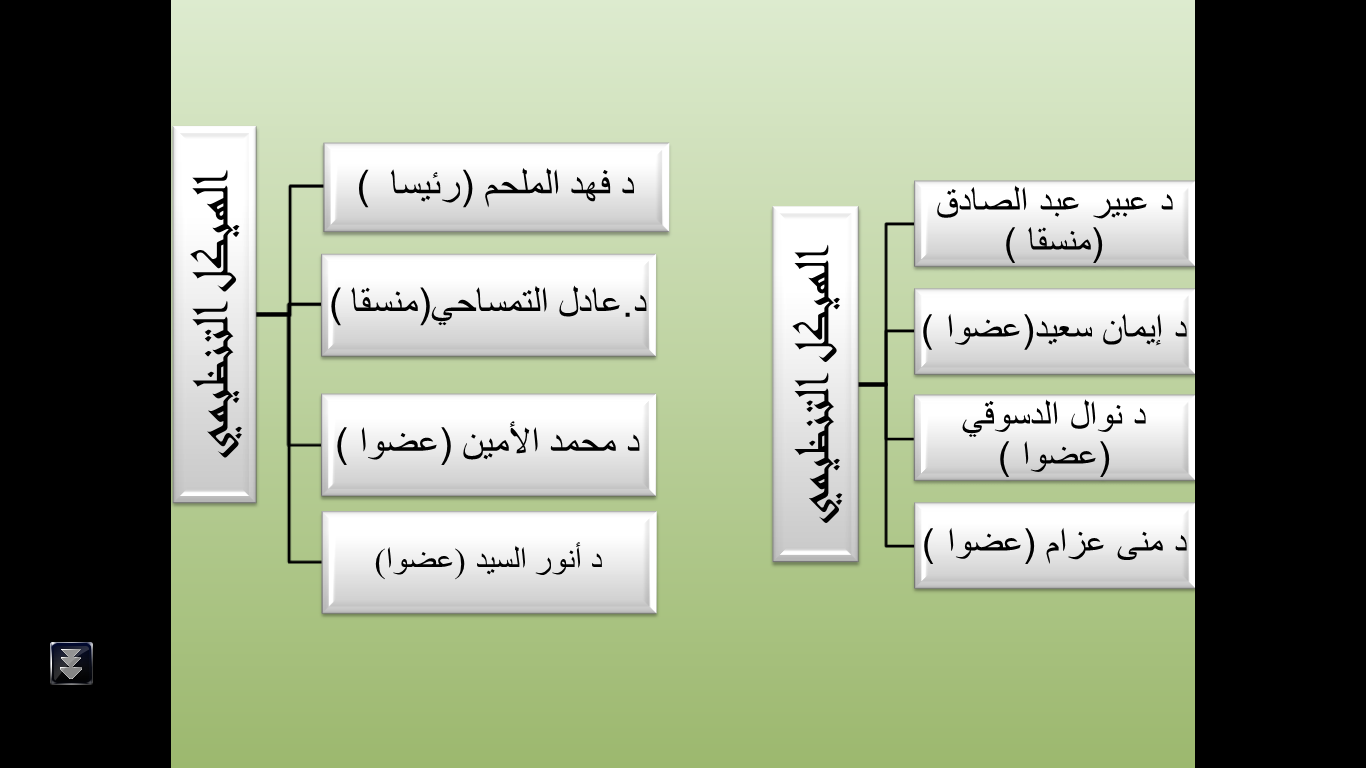 الهيكل التنظيمي
د عبير عبد الصادق
(منسقا )
د إيمان سعيد(عضوا )
د نوال الدسوقي
(عضوا )
د منى عزام (عضوا )
الهيكل التنظيمي
د فهد الملحم (رئيسا )
د.عادل التمساحي(منسقا )
د محمد الأمين (عضوا )
د أنور السيد (عضوا)